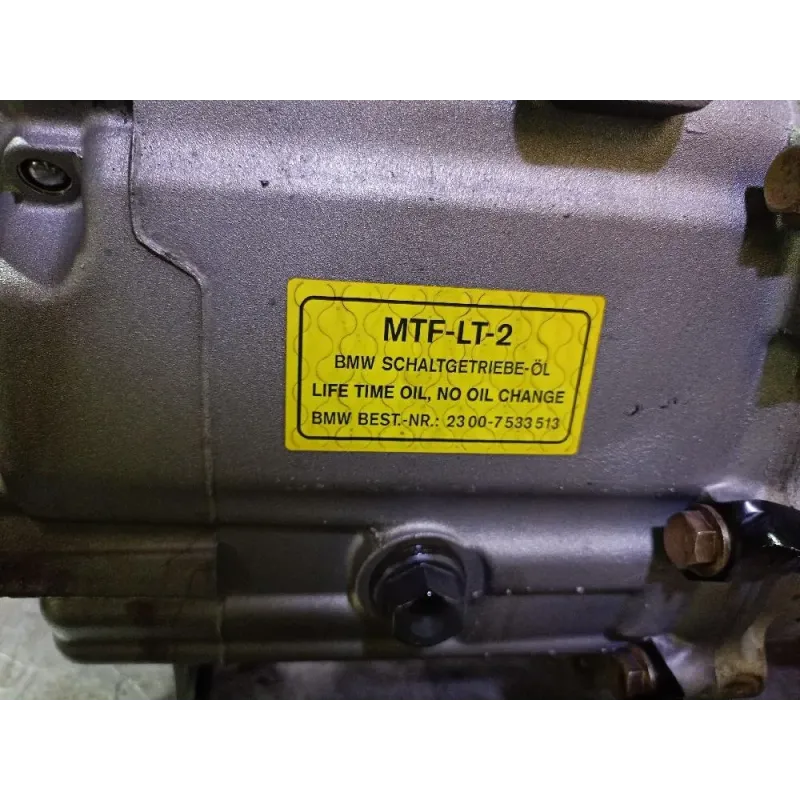 MTF-LT-2
BMW SCHALTGETRIEBE-ÖL
LIFE TIME OIL, NO OIL CHANGE
BMW BEST.-NR.: 23 00-7 533 513